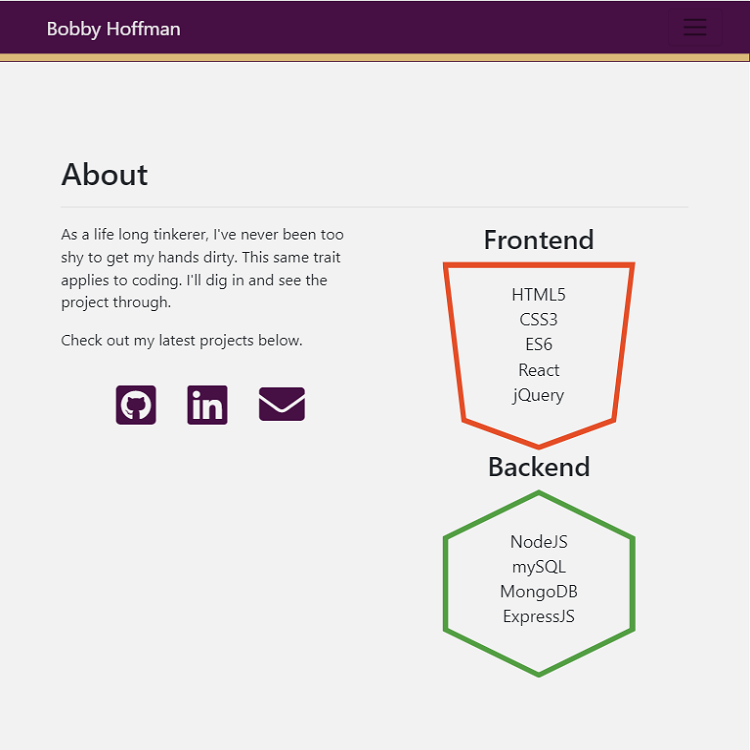 Bobby Hoffman
About
As a life long tinkerer, I've never been too
shy to get my hands dirty. This same trait
applies to coding. I'll dig in and see the
project through.
Check out my latest projects below.
in
Frontend
HTML5
CSS3
ES6
React
jQuery
Backend
NodeJS
mySQL
MongoDB
ExpressJS